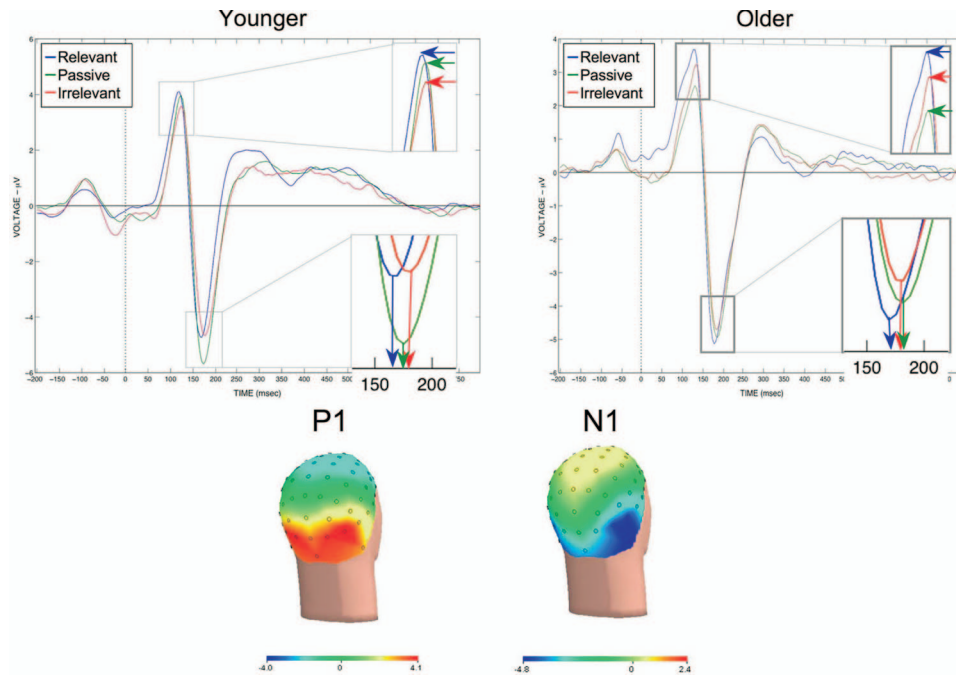 Younger
6
4
2
0
-2
-4
-6
VOLTAGE – µV
Relevant
Passive
Irrelevant
150 200
-200 -150 -100 -50 0 50 100 150 200 250 300 350
TIME (msec)
Older
4
3
2
1
0
-1
-2
-3
-4
-5
-6
VOLTAGE – µV
Relevant
Passive
Irrelevant
150 200
-200 -150 -100 -50 0 50 100 150 200 250 300 350 400 450
TIME (msec)
P1
-4.0 0 4.1
N1
-4.8 0 2.4